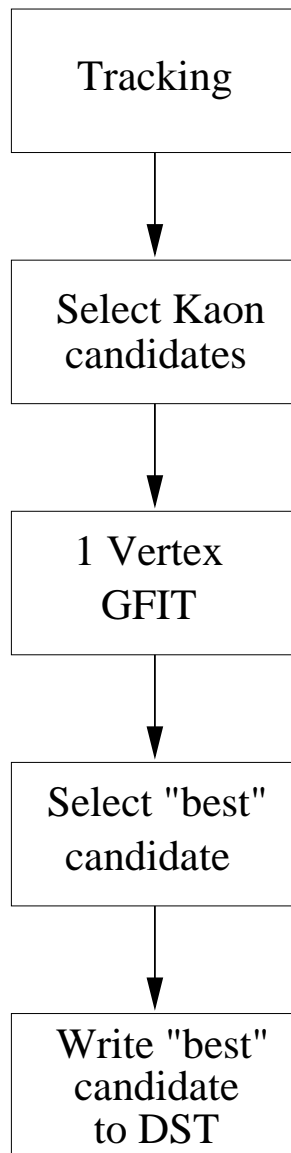 Tracking
Select Kaon
candidates
1 Vertex
GFIT
Select "best"
candidate
Write "best"
candidate
to DST